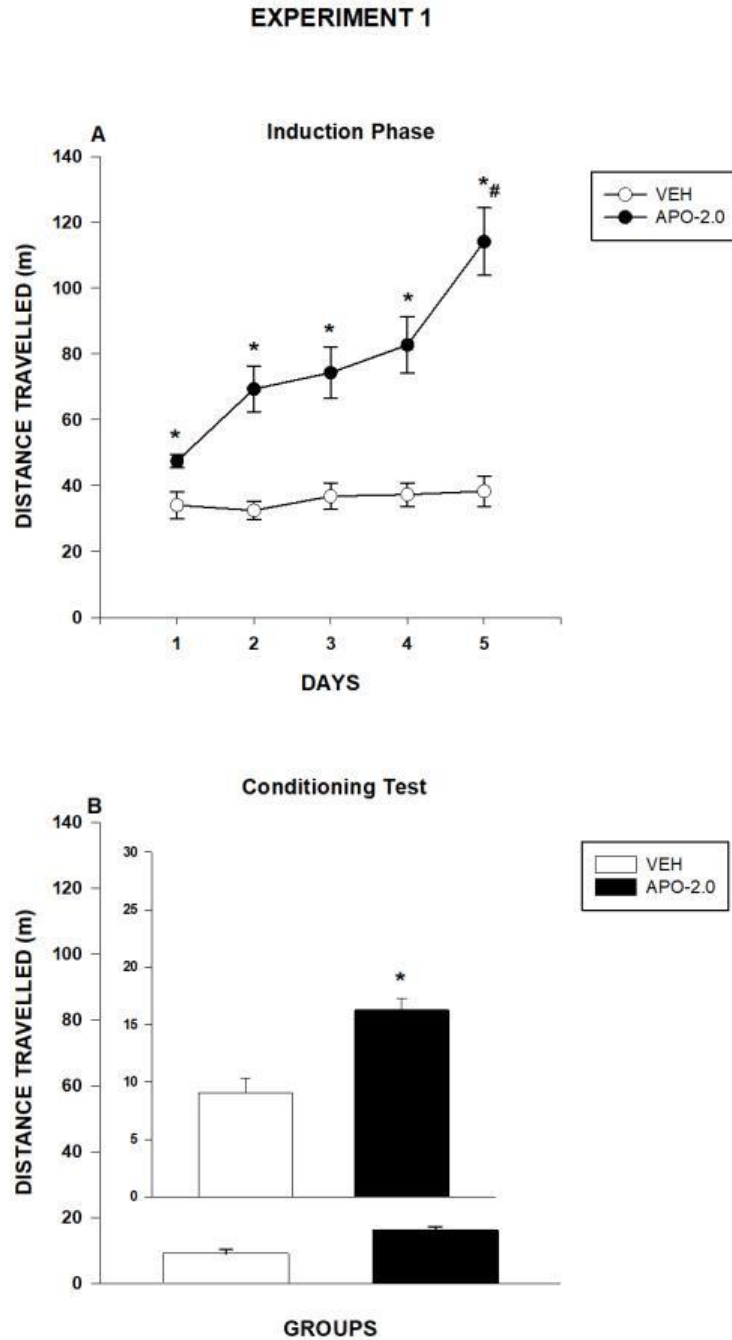 EXPERIMENT 1
A
Induction Phase
140
120
100
80
60
40
20
0
DISTANCE TRAVELLED (m)
*
*
*
*
*#
1 2 3 4 5
DAYS
VEH
APO-2.0
B
Conditioning Test
140
120
100
80
60
40
20
0
DISTANCE TRAVELLED (m)
30
25
20
15
10
5
0
*
GROUPS
VEH
APO-2.0